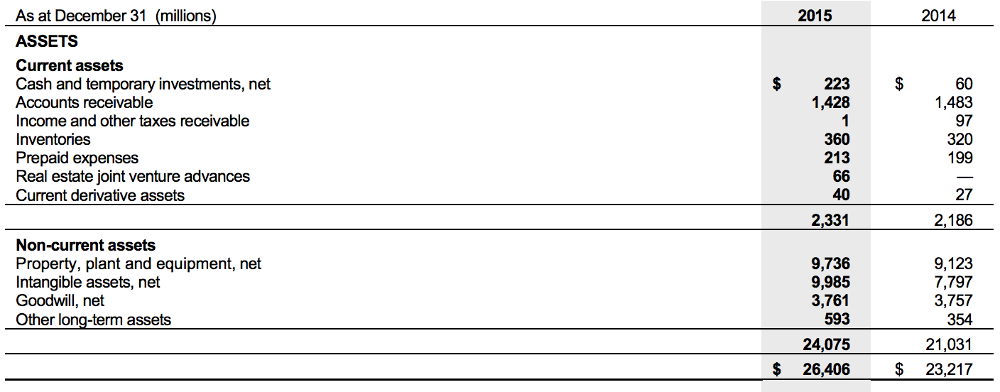 As at December 31 (millions) 2015 2014
ASSETS
Current assets
Cash and temporary investments, net $ 223 $ 60
Accounts receivable 1,428 1,483
Income and other taxes receivable 1 97
Inventories 360 320
Prepaid expenses 213 199
Real estate joint venture advances 66 —
Current derivative assets 40 27
2,331 2,186
Non-current assets
Property, plant and equipment, net 9,736 9,123
Intangible assets, net 9,985 7,797
Goodwill, net 3,761 3,757
Other long-term assets 593 354
24,075 21,031
$ 26,406 $ 23,217